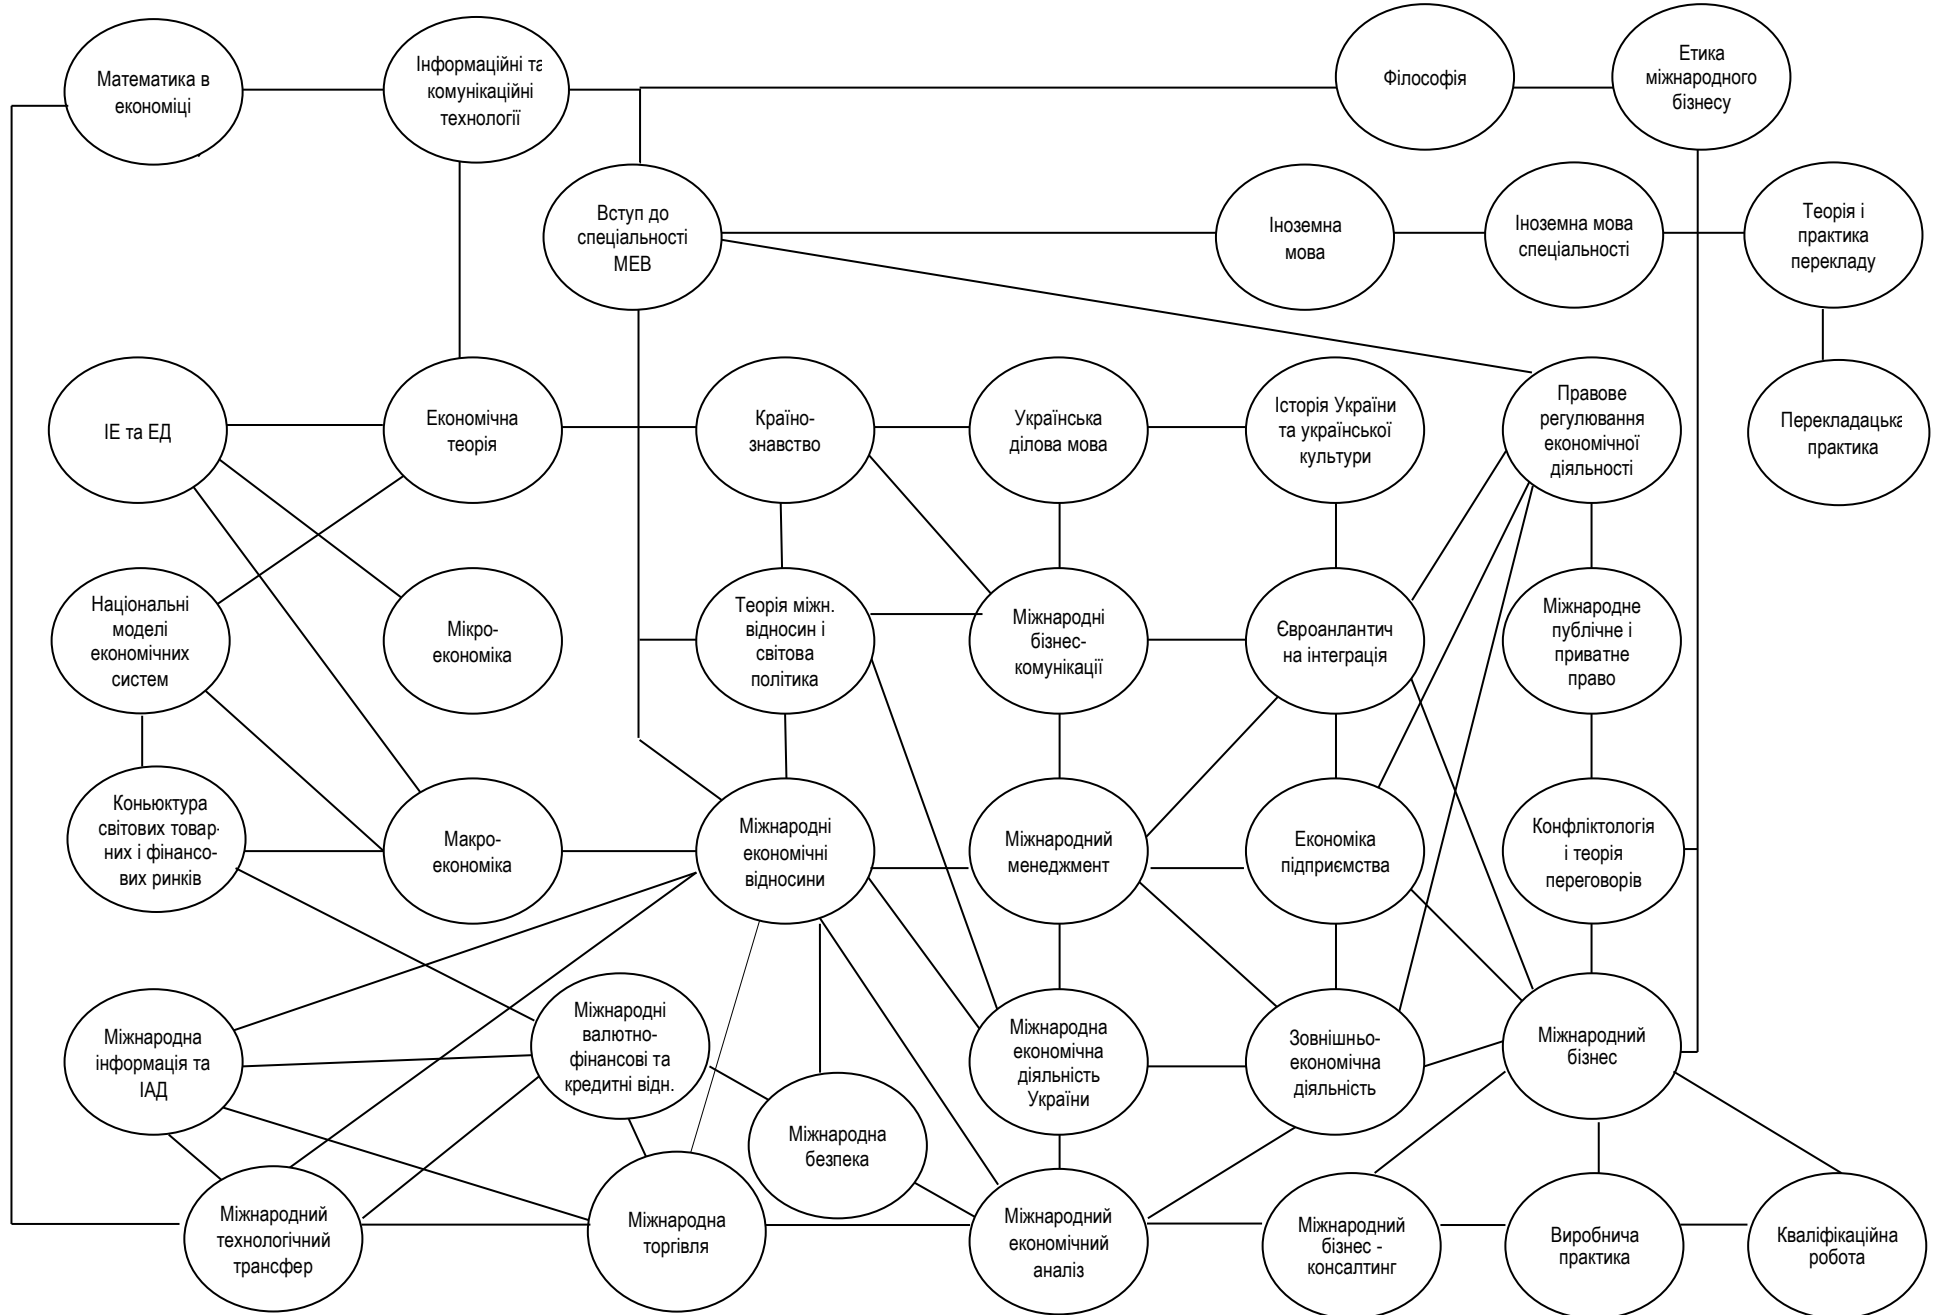 Математика в
економіці
Інформаційні та
комунікаційні
технології
Філософія
Етика
міжнародного
бізнесу
Вступ до
спеціальності
МЕВ
Іноземна
мова
Іноземна мова
спеціальності
Теорія і
практика
перекладу
ІЕ та ЕД
Економічна
теорія
Країно-
знавство
Українська
ділова мова
Історія України
та української
культури
Правове
регулювання
економічної
діяльності
Перекладацька
практика
Національні
моделі
економічних
систем
Мікро-
економіка
Теорія міжн.
відносин і
світова
політика
Міжнародні
бізнес-
комунікації
Євроанлантич
на інтеграція
Міжнародне
публічне і
приватне
право
Коньюктура
світових товар-
них і фінансо-
вих ринків
Макро-
економіка
Міжнародні
економічні
відносини
Міжнародний
менеджмент
Економіка
підприємства
Конфліктологія
і теорія
переговорів
Міжнародна
інформація та
ІАД
Міжнародні
валютно-
фінансові та
кредитні відн.
Міжнародна
безпека
Міжнародна
економічна
діяльність
України
Зовнішньо-
економічна
діяльність
Міжнародний
бізнес
Міжнародний
технологічний
трансфер
Міжнародна
торгівля
Міжнародний
економічний
аналіз
Міжнародний
бізнес -
консалтинг
Виробнича
практика
Кваліфікаційна
робота